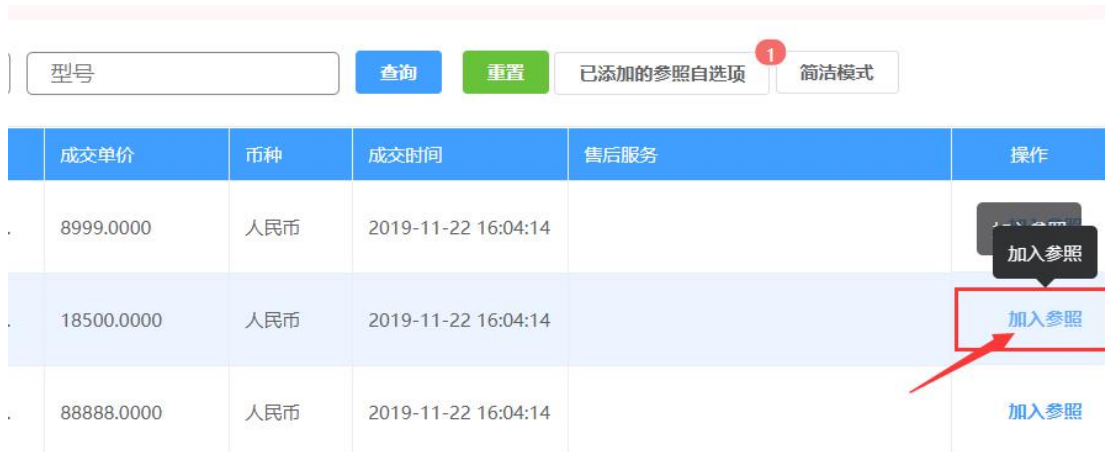 型号 查询 重置 已添加的参照自选项 1 简洁模式
成交单价 币种 成交时间 售后服务 操作
8999.0000 人民币 2019-11-22 16:04:14
加入参照
18500.0000 人民币 2019-11-22 16:04:14 加入参照
88888.0000 人民币 2019-11-22 16:04:14 加入参照